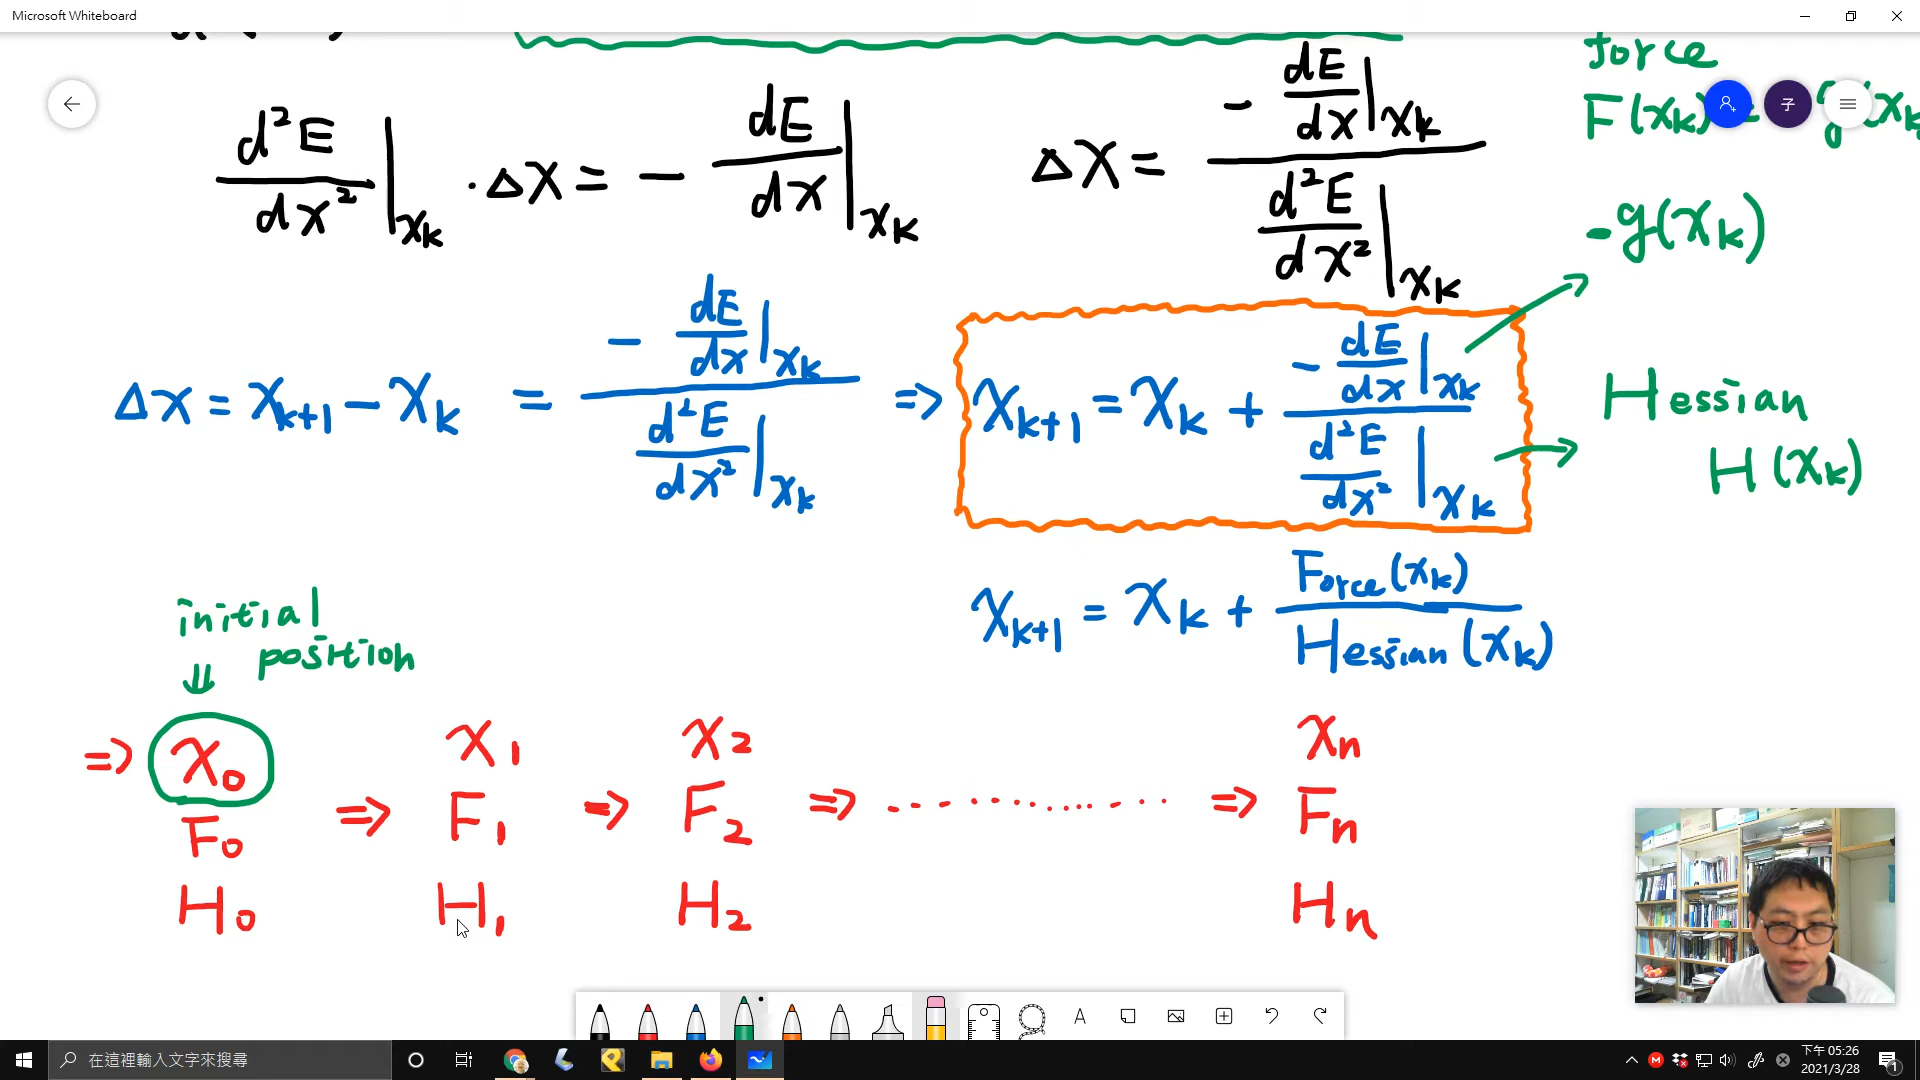 Microsoft Whiteboard
force
F(xₖ) = g(xₖ
d²E/dx²|xₖ · Δx = - dE/dx|xₖ
Δx = (- dE/dx|xₖ)/(d²E/dx²|xₖ)
-g(xₖ)
Δx = xₖ₊₁ - xₖ = (- dE/dx|xₖ)/(d²E/dx²|xₖ) => xₖ₊₁ = xₖ + (- dE/dx|xₖ)/(d²E/dx²|xₖ)
Hessian
H(xₖ)
xₖ₊₁ = xₖ + Force(xₖ)/Hessian(xₖ)
initial
position
⇓
=> x₀ x₁ x₂ xₙ
F₀ => F₁ => F₂ => ............ => Fₙ
H₀ H₁ H₂ Hₙ
子
在這裡輸入文字來搜尋
下午 05:26
2021/3/28
1